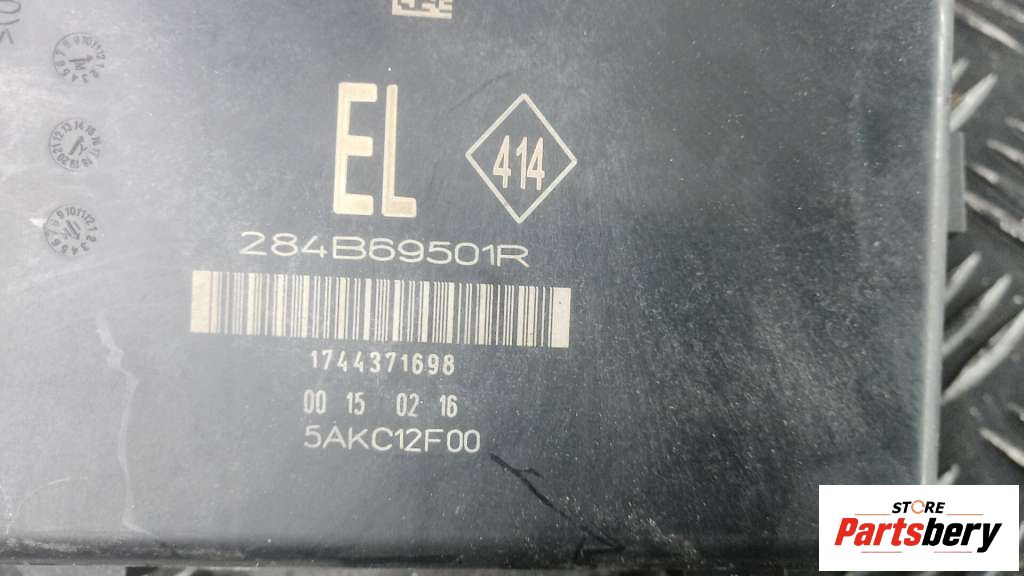 EL
414
284B69501R
1744371698
00 15 02 16
5AKC12F00
STORE
Partsbery